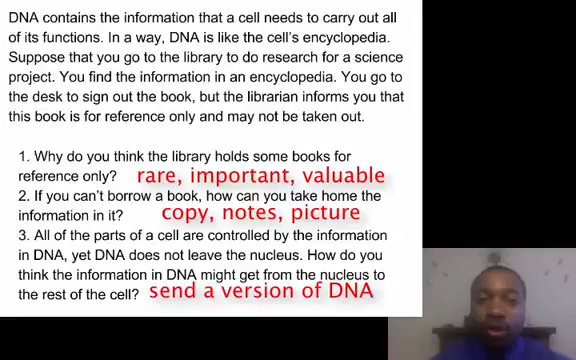 DNA contains the information that a cell needs to carry out all
of its functions. In a way, DNA is like the cell's encyclopedia.
Suppose that you go to the library to do research for a science
project. You find the information in an encyclopedia. You go to
the desk to sign out the book, but the librarian informs you that
this book is for reference only and may not be taken out.
1. Why do you think the library holds some books for
reference only? rare, important, valuable
2. If you can't borrow a book, how can you take home the
information in it? copy, notes, picture
3. All of the parts of a cell are controlled by the information
in DNA, yet DNA does not leave the nucleus. How do you
think the information in DNA might get from the nucleus to
the rest of the cell? send a version of DNA